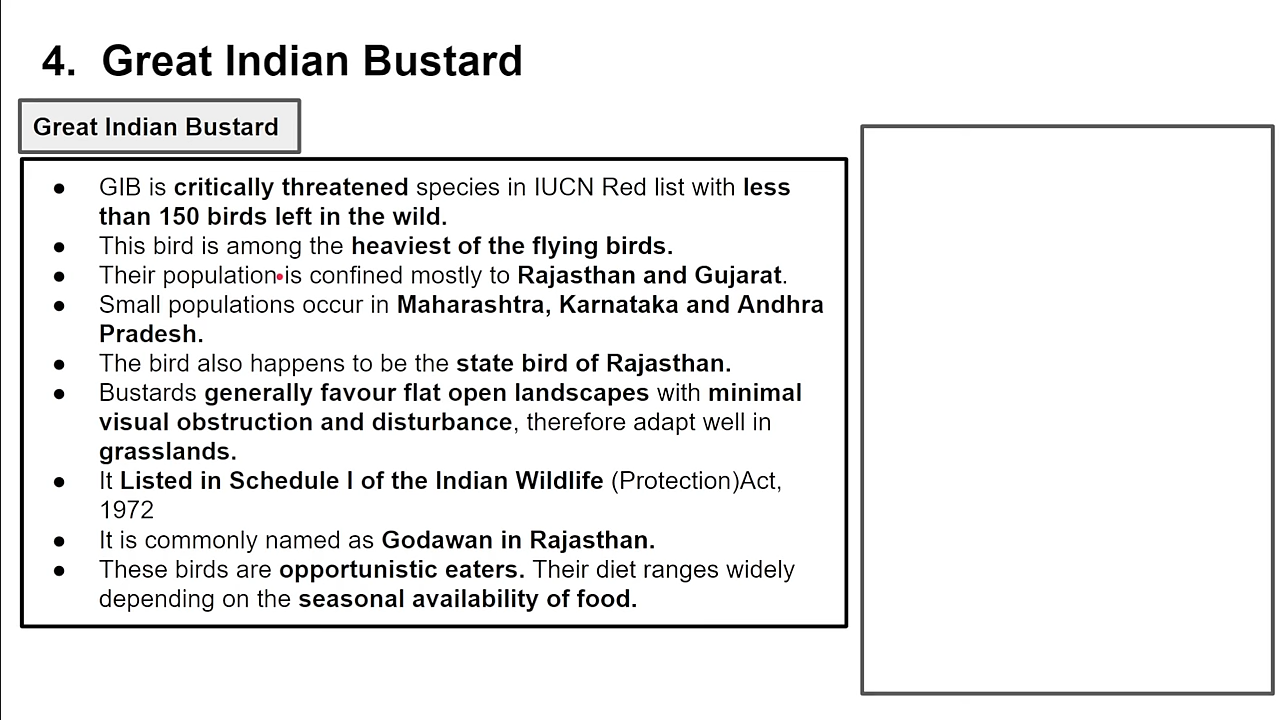 4. Great Indian Bustard
Great Indian Bustard
● GIB is critically threatened species in IUCN Red list with less
than 150 birds left in the wild.
● This bird is among the heaviest of the flying birds.
● Their population is confined mostly to Rajasthan and Gujarat.
● Small populations occur in Maharashtra, Karnataka and Andhra
Pradesh.
● The bird also happens to be the state bird of Rajasthan.
● Bustards generally favour flat open landscapes with minimal
visual obstruction and disturbance, therefore adapt well in
grasslands.
● It Listed in Schedule I of the Indian Wildlife (Protection)Act,
1972
● It is commonly named as Godawan in Rajasthan.
● These birds are opportunistic eaters. Their diet ranges widely
depending on the seasonal availability of food.